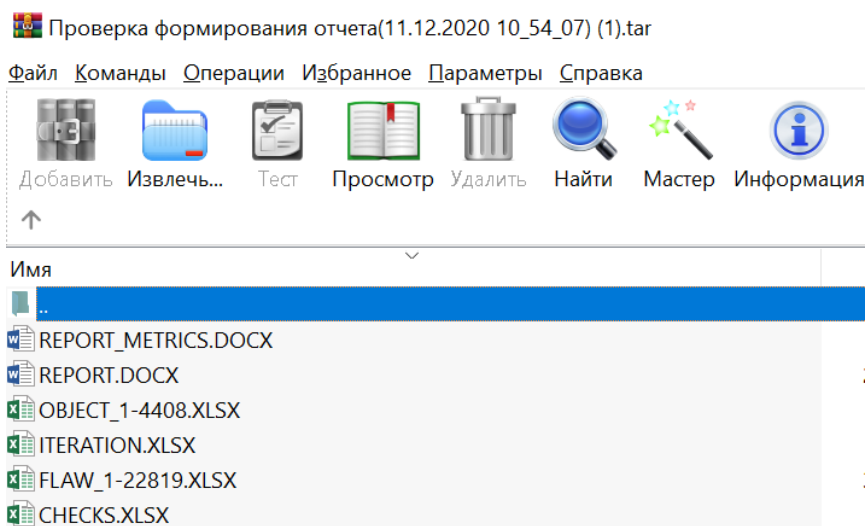 Проверка формирования отчета(11.12.2020 10_54_07) (1).tar
Файл Команды Операции Избранное Параметры Справка
Добавить Извлечь... Тест Просмотр Удалить Найти Мастер Информация
Имя
..
REPORT_METRICS.DOCX
REPORT.DOCX
OBJECT_1-4408.XLSX
ITERATION.XLSX
FLAW_1-22819.XLSX
CHECKS.XLSX